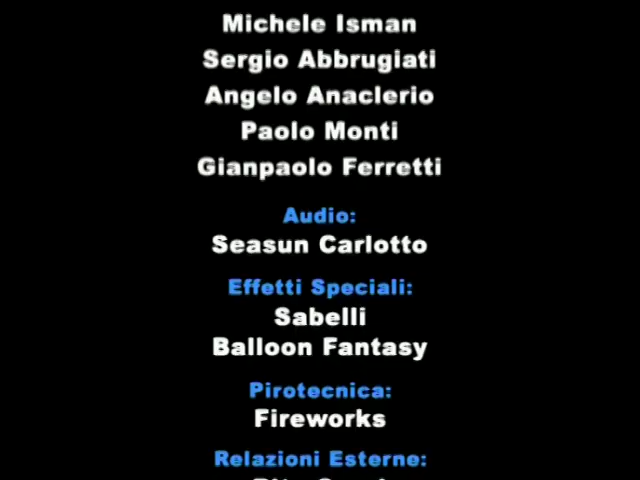 Michele Isman
Sergio Abbrugiati
Angelo Anaclerio
Paolo Monti
Gianpaolo Ferretti
Audio:
Seasun Carlotto
Effetti Speciali:
Sabelli
Balloon Fantasy
Pirotecnica:
Fireworks
Relazioni Esterne: